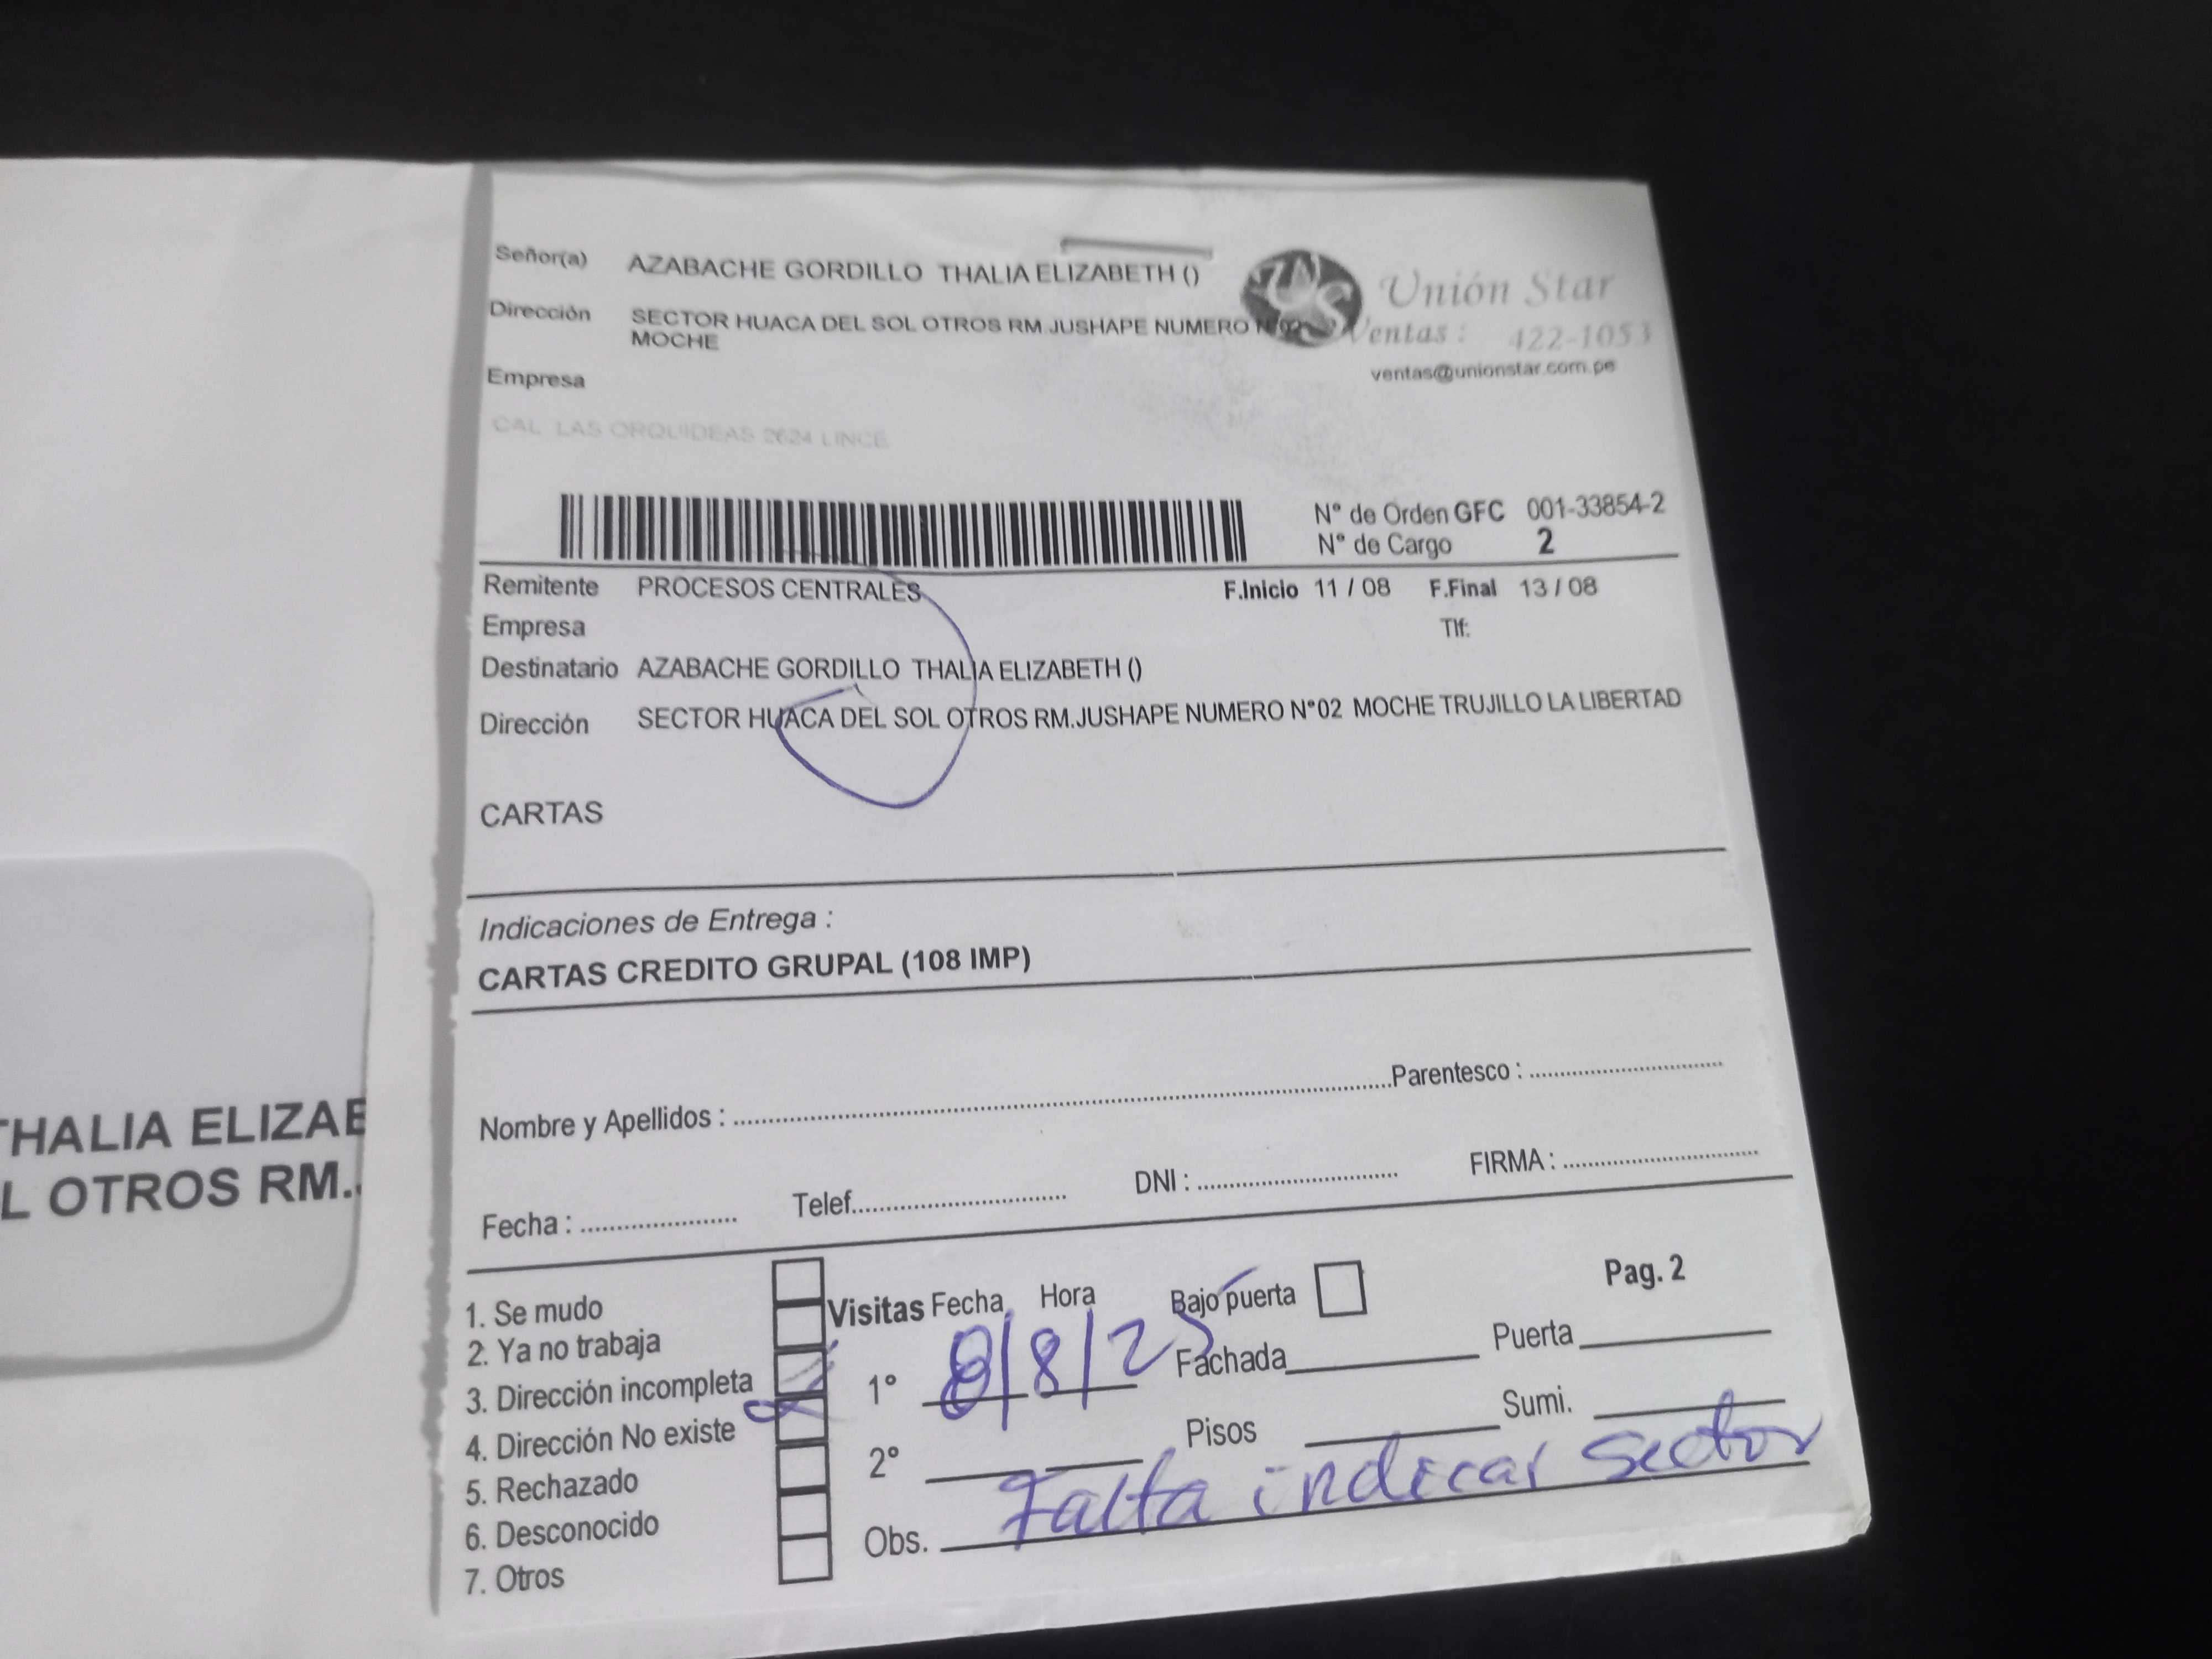 Señor(a) AZABACHE GORDILLO THALIA ELIZABETH ()
Unión Star
Dirección SECTOR HUACA DEL SOL OTROS RM.JUSHAPE NUMERO N°02
MOCHE
Ventas: 422-1053
ventas@unionstar.com.pe
Empresa
CAL LAS ORQUIDEAS 2624 LINCE
N° de Orden GFC 001-33854-2
N° de Cargo 2
Remitente PROCESOS CENTRALES F.Inicio 11 / 08 F.Final 13 / 08
Empresa Tlf:
Destinatario AZABACHE GORDILLO THALIA ELIZABETH ()
Dirección SECTOR HUACA DEL SOL OTROS RM.JUSHAPE NUMERO N°02 MOCHE TRUJILLO LA LIBERTAD
CARTAS
Indicaciones de Entrega :
CARTAS CREDITO GRUPAL (108 IMP)
Nombre y Apellidos : Parentesco :
Fecha : Telef. DNI : FIRMA :
THALIA ELIZAB
L OTROS RM.
1. Se mudo
2. Ya no trabaja
3. Dirección incompleta
4. Dirección No existe
5. Rechazado
6. Desconocido
7. Otros
Visitas Fecha Hora Bajo puerta Pag. 2
1° /8/2 Fachada Puerta
2° Pisos Sumi.
Obs. Falta indicar sector